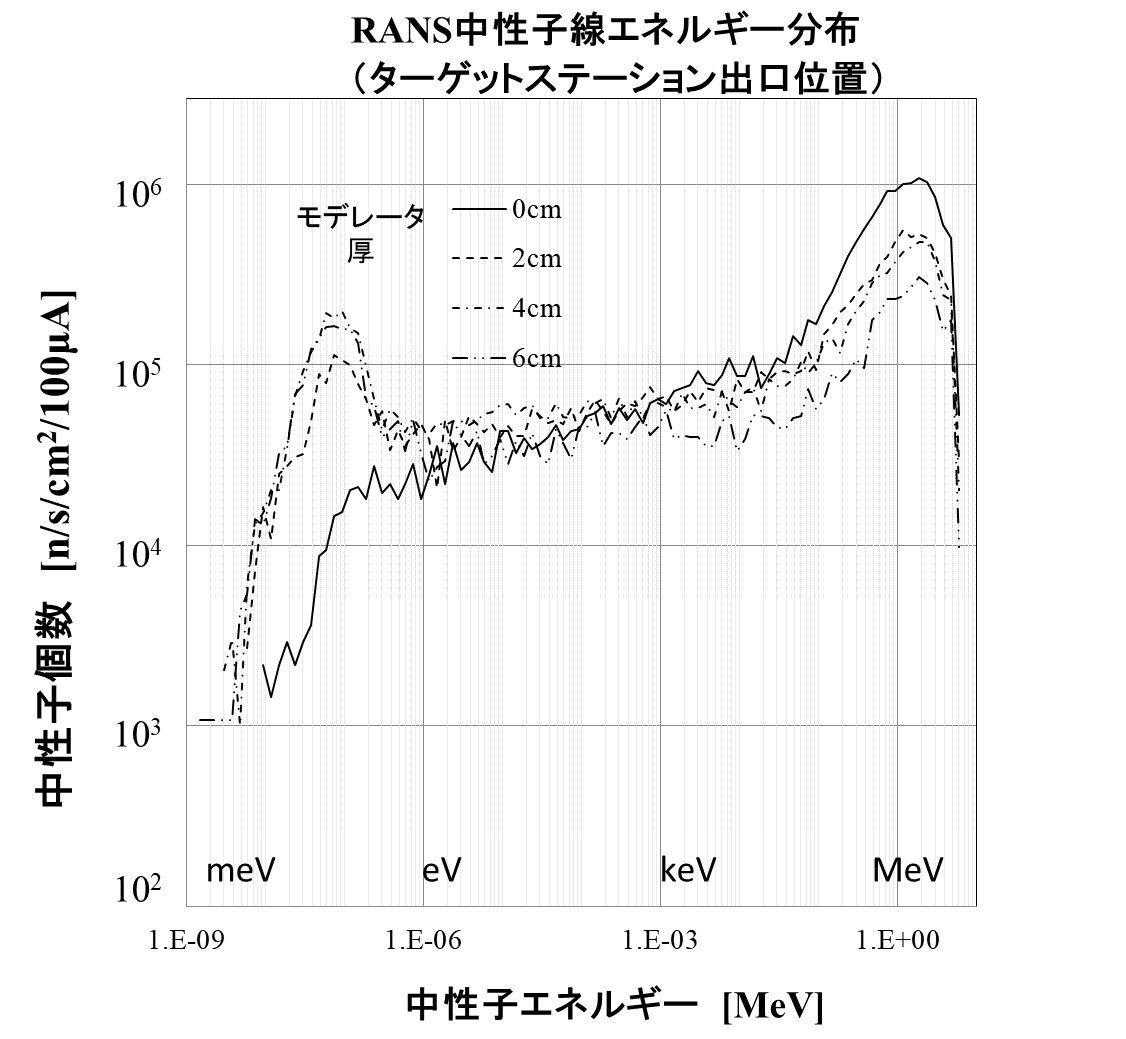 RANS中性子線エネルギー分布
（ターゲットステーション出口位置）
10⁶
10⁵
10⁴
10³
10²
中性子個数 [n/s/cm²/100μA]
モデレータ
厚
0cm
2cm
4cm
6cm
meV eV keV MeV
1.E-09 1.E-06 1.E-03 1.E+00
中性子エネルギー [MeV]